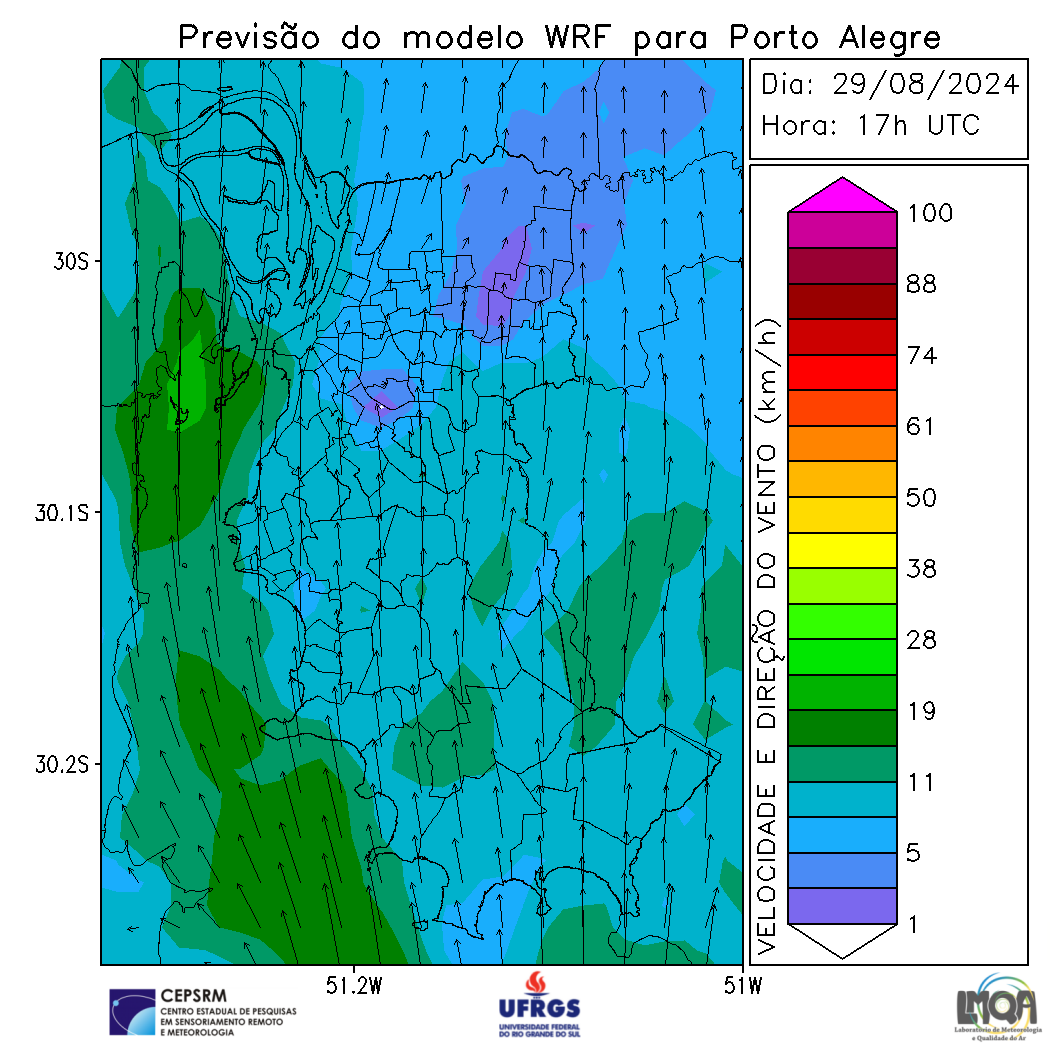 Previsão do modelo WRF para Porto Alegre
Dia: 29/08/2024
Hora: 17h UTC
30S
30.1S
30.2S
51.2W
51W
VELOCIDADE E DIREÇÃO DO VENTO (km/h)
100
88
74
61
50
38
28
19
11
5
1
CEPSRM
CENTRO ESTADUAL DE PESQUISAS
EM SENSORIAMENTO REMOTO
E METEOROLOGIA
UFRGS
UNIVERSIDADE FEDERAL
DO RIO GRANDE DO SUL
LMQA
Laboratório de Meteorologia
e Qualidade do Ar